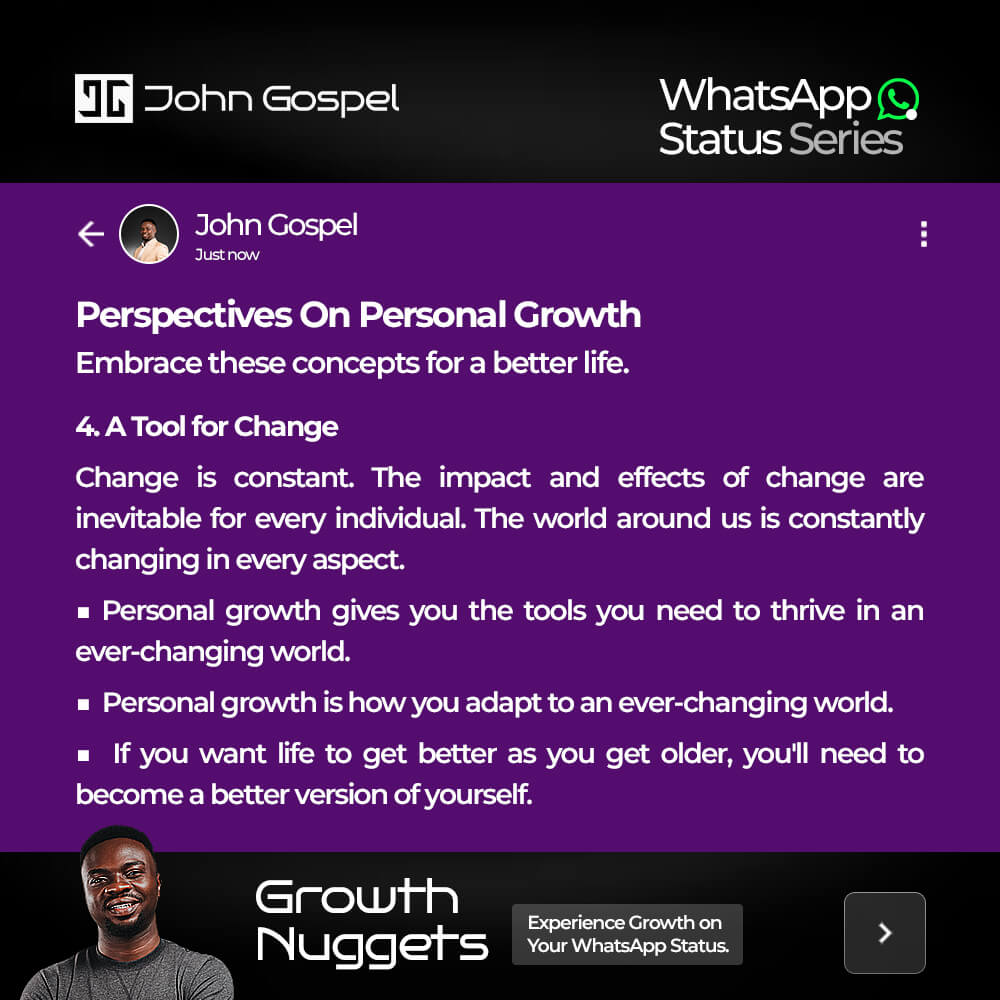 JG John Gospel
WhatsApp
Status Series
John Gospel
Just now
Perspectives On Personal Growth
Embrace these concepts for a better life.
4. A Tool for Change
Change is constant. The impact and effects of change are
inevitable for every individual. The world around us is constantly
changing in every aspect.
▪ Personal growth gives you the tools you need to thrive in an
ever-changing world.
▪ Personal growth is how you adapt to an ever-changing world.
▪ If you want life to get better as you get older, you'll need to
become a better version of yourself.
Growth
Nuggets
Experience Growth on
Your WhatsApp Status.